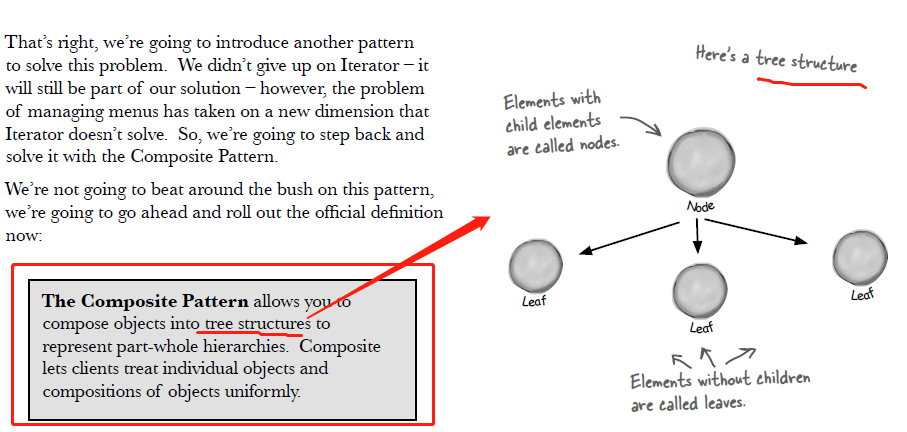 That's right, we're going to introduce another pattern
to solve this problem.  We didn't give up on Iterator – it
will still be part of our solution – however, the problem
of managing menus has taken on a new dimension that
Iterator doesn't solve.  So, we're going to step back and
solve it with the Composite Pattern.
We're not going to beat around the bush on this pattern,
we're going to go ahead and roll out the official definition
now:
The Composite Pattern allows you to
compose objects into tree structures to
represent part-whole hierarchies.  Composite
lets clients treat individual objects and
compositions of objects uniformly.
Here's a tree structure
Elements with
child elements
are called nodes.
Node
Leaf
Leaf
Leaf
Elements without children
are called leaves.